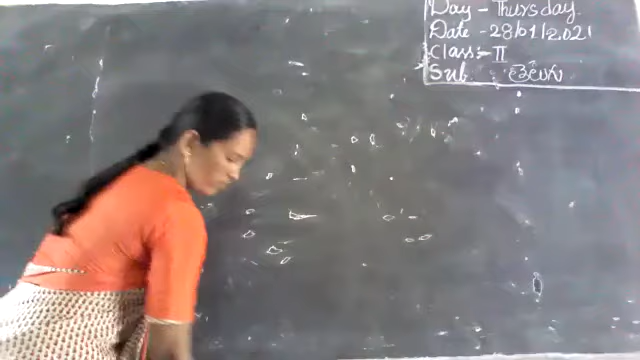 Day - Thursday
Date - 28/01/2021
Class :- II
Sub